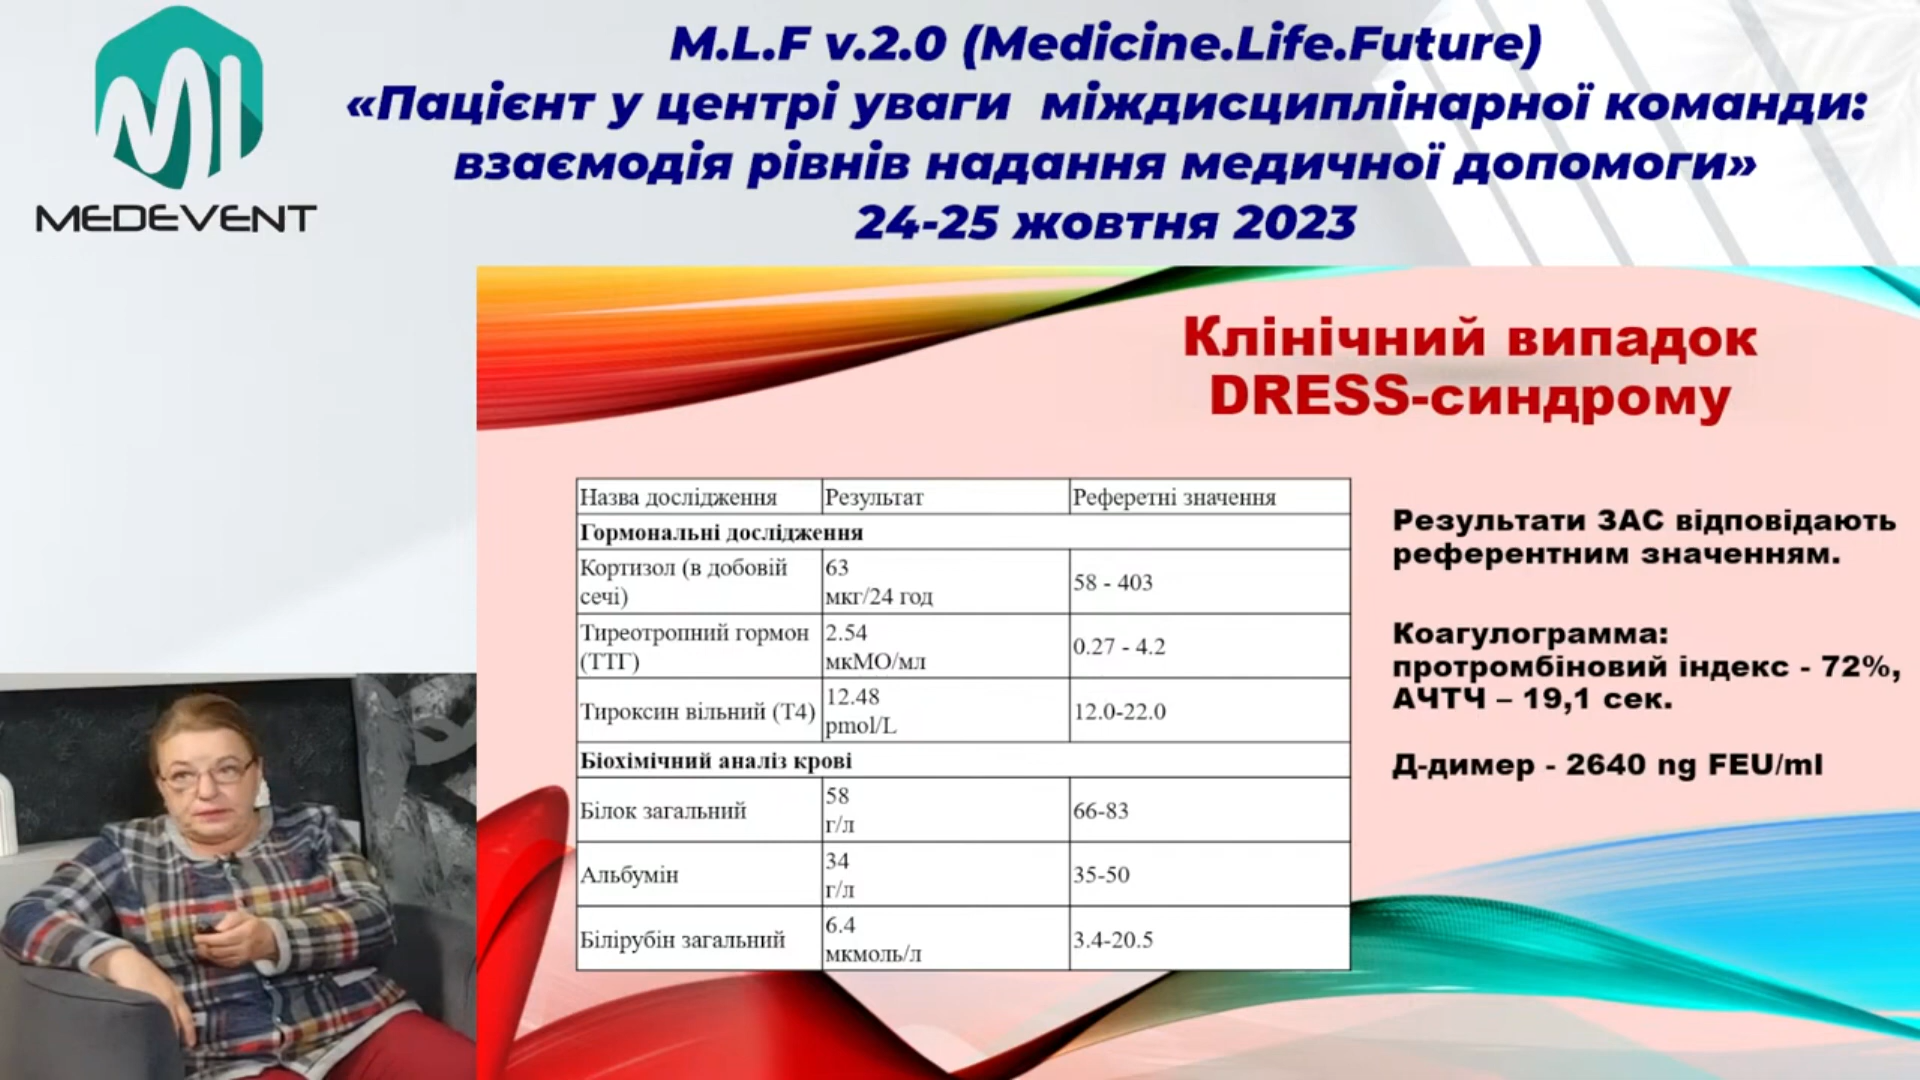 M.L.F v.2.0 (Medicine.Life.Future)
«Пацієнт у центрі уваги міждисциплінарної команди:
взаємодія рівнів надання медичної допомоги»
24-25 жовтня 2023
MEDEVENT
Клінічний випадок
DRESS-синдрому
Назва дослідження Результат Референтні значення
Гормональні дослідження
Кортизол (в добовій сечі) 63 мкг/24 год 58 - 403
Тиреотропний гормон (ТТГ) 2.54 мкМО/мл 0.27 - 4.2
Тироксин вільний (Т4) 12.48 pmol/L 12.0-22.0
Біохімічний аналіз крові
Білок загальний 58 г/л 66-83
Альбумін 34 г/л 35-50
Білірубін загальний 6.4 мкмоль/л 3.4-20.5
Результати ЗАС відповідають
референтним значенням.
Коагулограмма:
протромбіновий індекс - 72%,
АЧТЧ – 19,1 сек.
Д-димер - 2640 ng FEU/ml